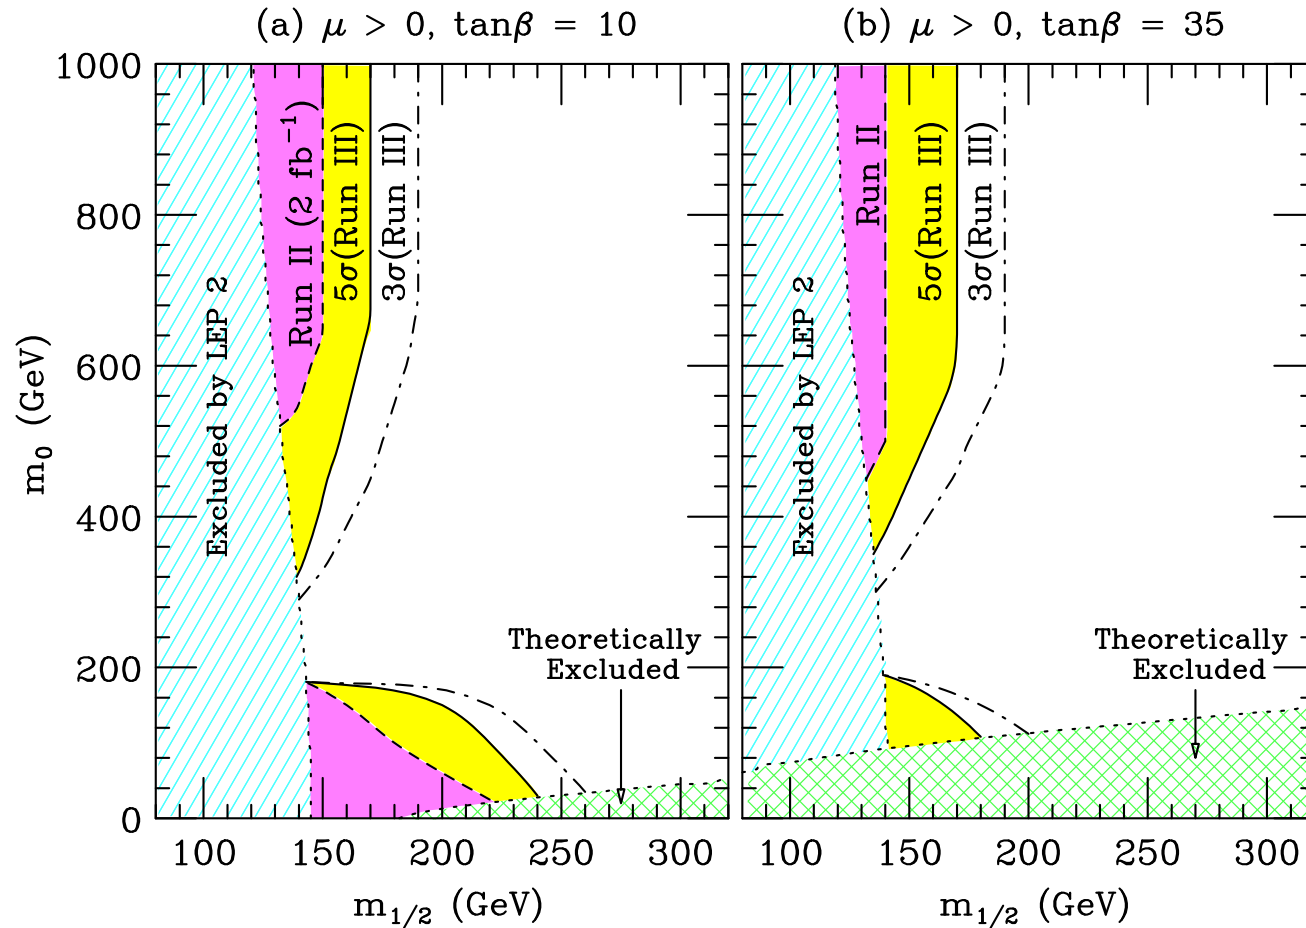 (a) μ > 0, tanβ = 10
(b) μ > 0, tanβ = 35
m₀ (GeV)
1000
800
600
400
200
0
Excluded by LEP 2
Run II (2 fb⁻¹)
5σ(Run III)
3σ(Run III)
Theoretically
Excluded
100 150 200 250 300
m₁/₂ (GeV)
Excluded by LEP 2
Run II
5σ(Run III)
3σ(Run III)
Theoretically
Excluded
100 150 200 250 300
m₁/₂ (GeV)